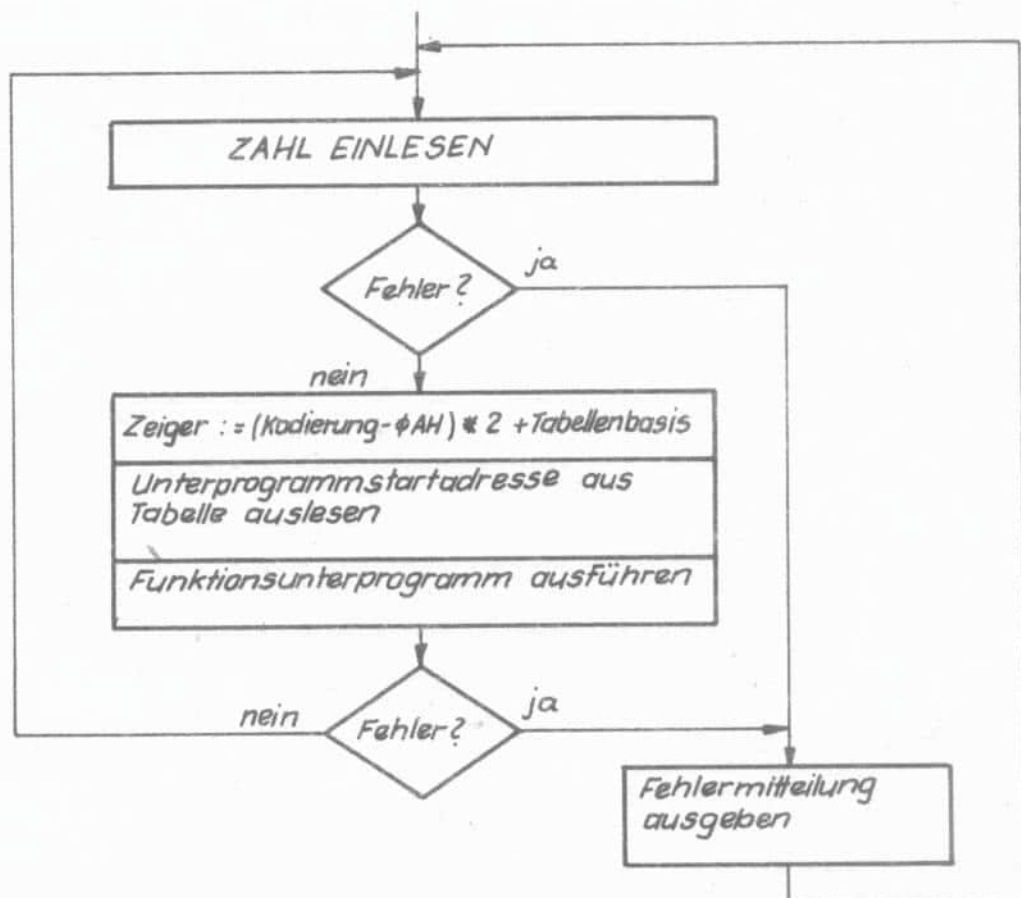 ZAHL EINLESEN
Fehler?
ja
nein
Zeiger := (Kodierung-ϕAH) * 2 + Tabellenbasis
Unterprogrammstartadresse aus
Tabelle auslesen
Funktionsunterprogramm ausführen
nein
Fehler?
ja
Fehlermitteilung
ausgeben